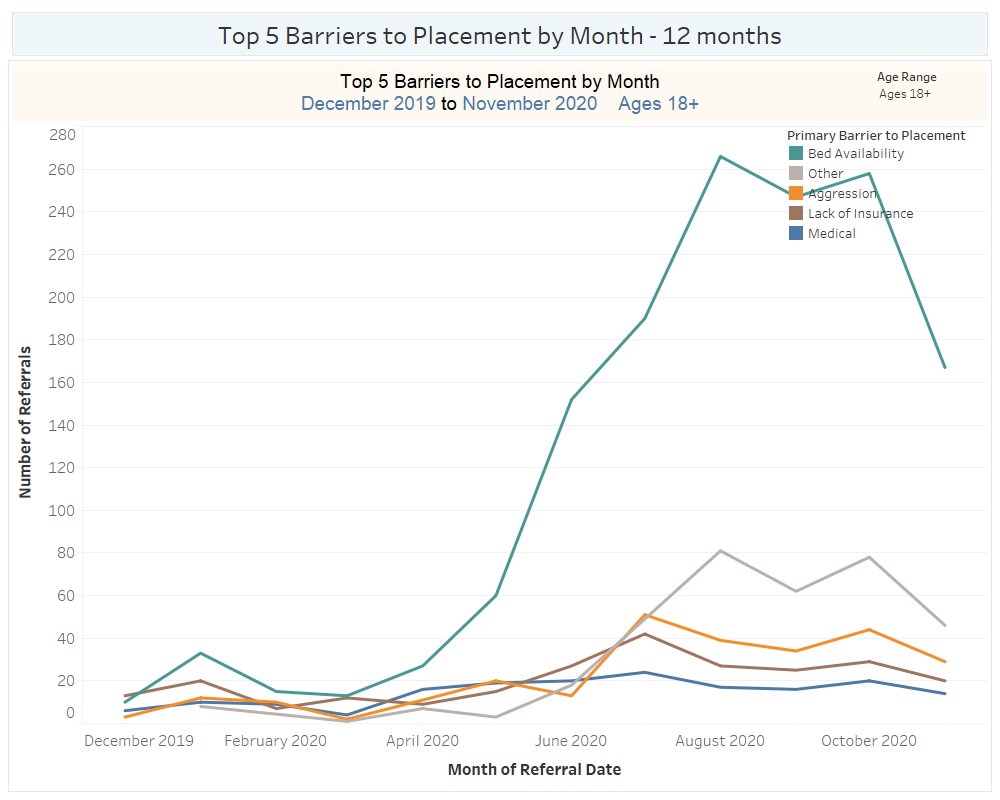 Top 5 Barriers to Placement by Month - 12 months
Top 5 Barriers to Placement by Month
December 2019 to November 2020 Ages 18+
Age Range
Ages 18+
Primary Barrier to Placement
Bed Availability
Other
Aggression
Lack of Insurance
Medical
280
260
240
220
200
180
160
140
120
100
80
60
40
20
0
Number of Referrals
December 2019
February 2020
April 2020
June 2020
August 2020
October 2020
Month of Referral Date